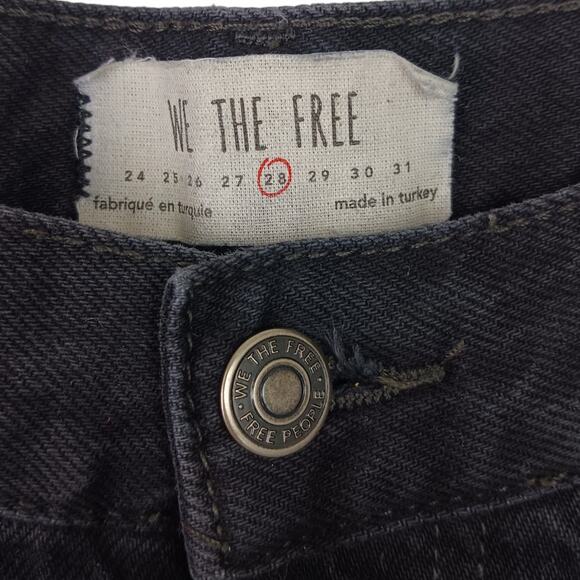 WE THE FREE
24 25 26 27 28 29 30 31
fabriqué en turquie made in turkey
WE THE FREE · FREE PEOPLE ·